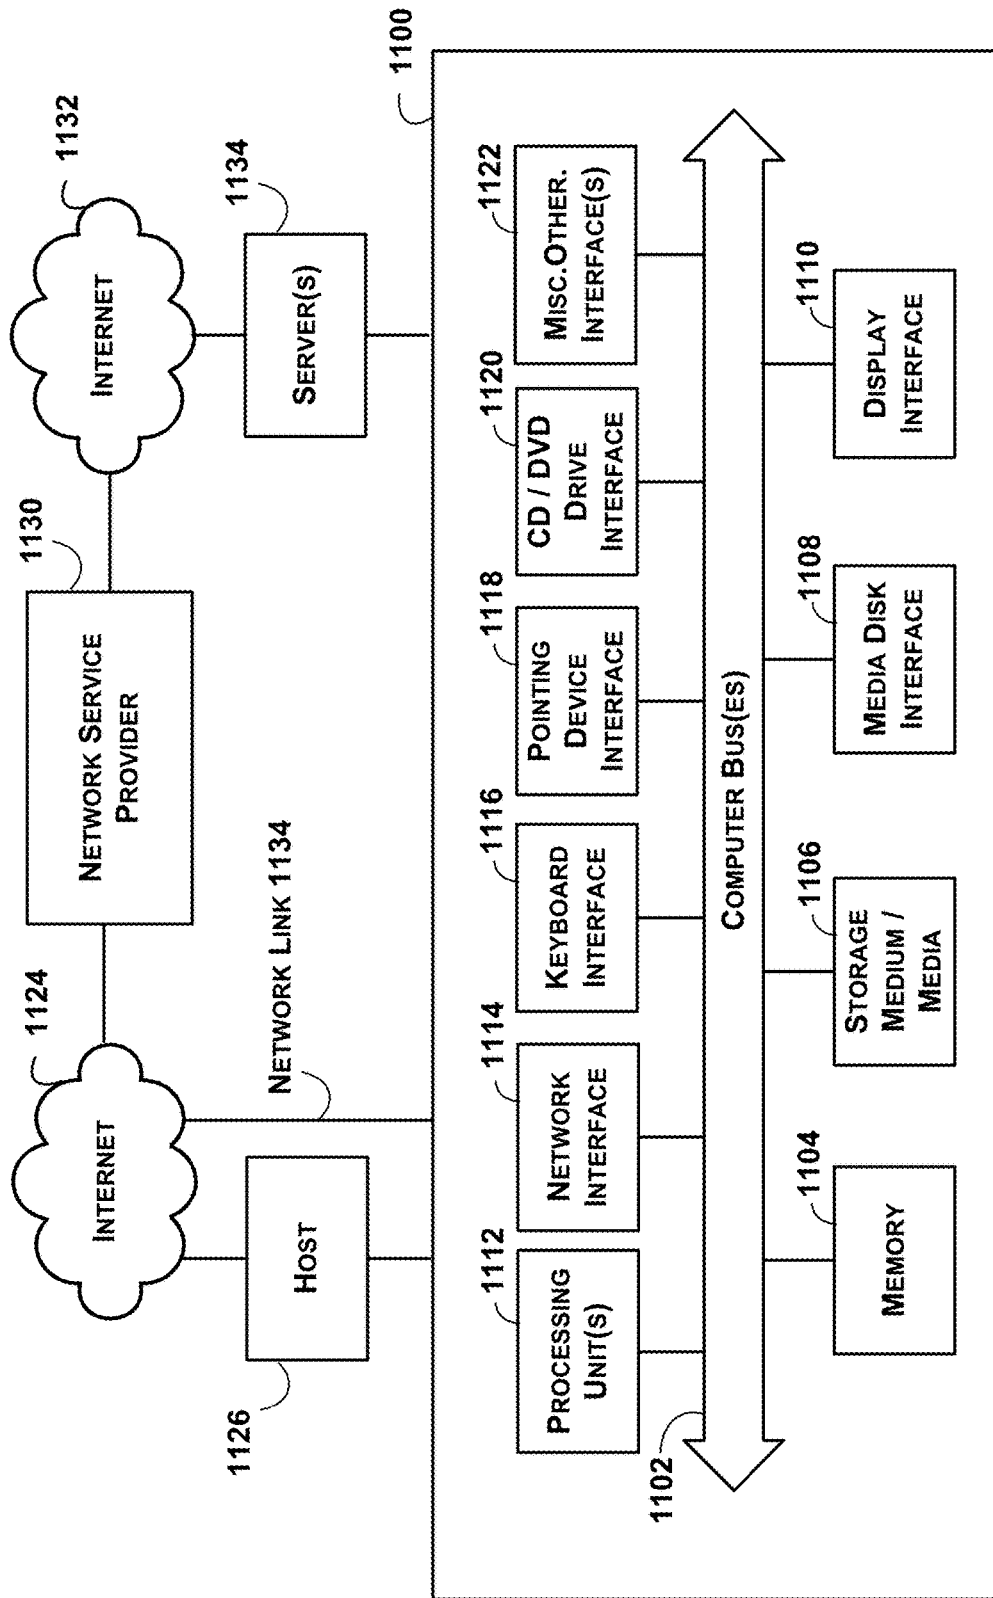 1132
INTERNET
1134
SERVER(S)
1130
NETWORK SERVICE
PROVIDER
1124
INTERNET
NETWORK LINK 1134
HOST
1126
1100
1112
PROCESSING
UNIT(S)
1114
NETWORK
INTERFACE
1116
KEYBOARD
INTERFACE
1118
POINTING
DEVICE
INTERFACE
1120
CD / DVD
DRIVE
INTERFACE
1122
MISC.OTHER.
INTERFACE(S)
1102
COMPUTER BUS(ES)
1104
MEMORY
1106
STORAGE
MEDIUM /
MEDIA
1108
MEDIA DISK
INTERFACE
1110
DISPLAY
INTERFACE